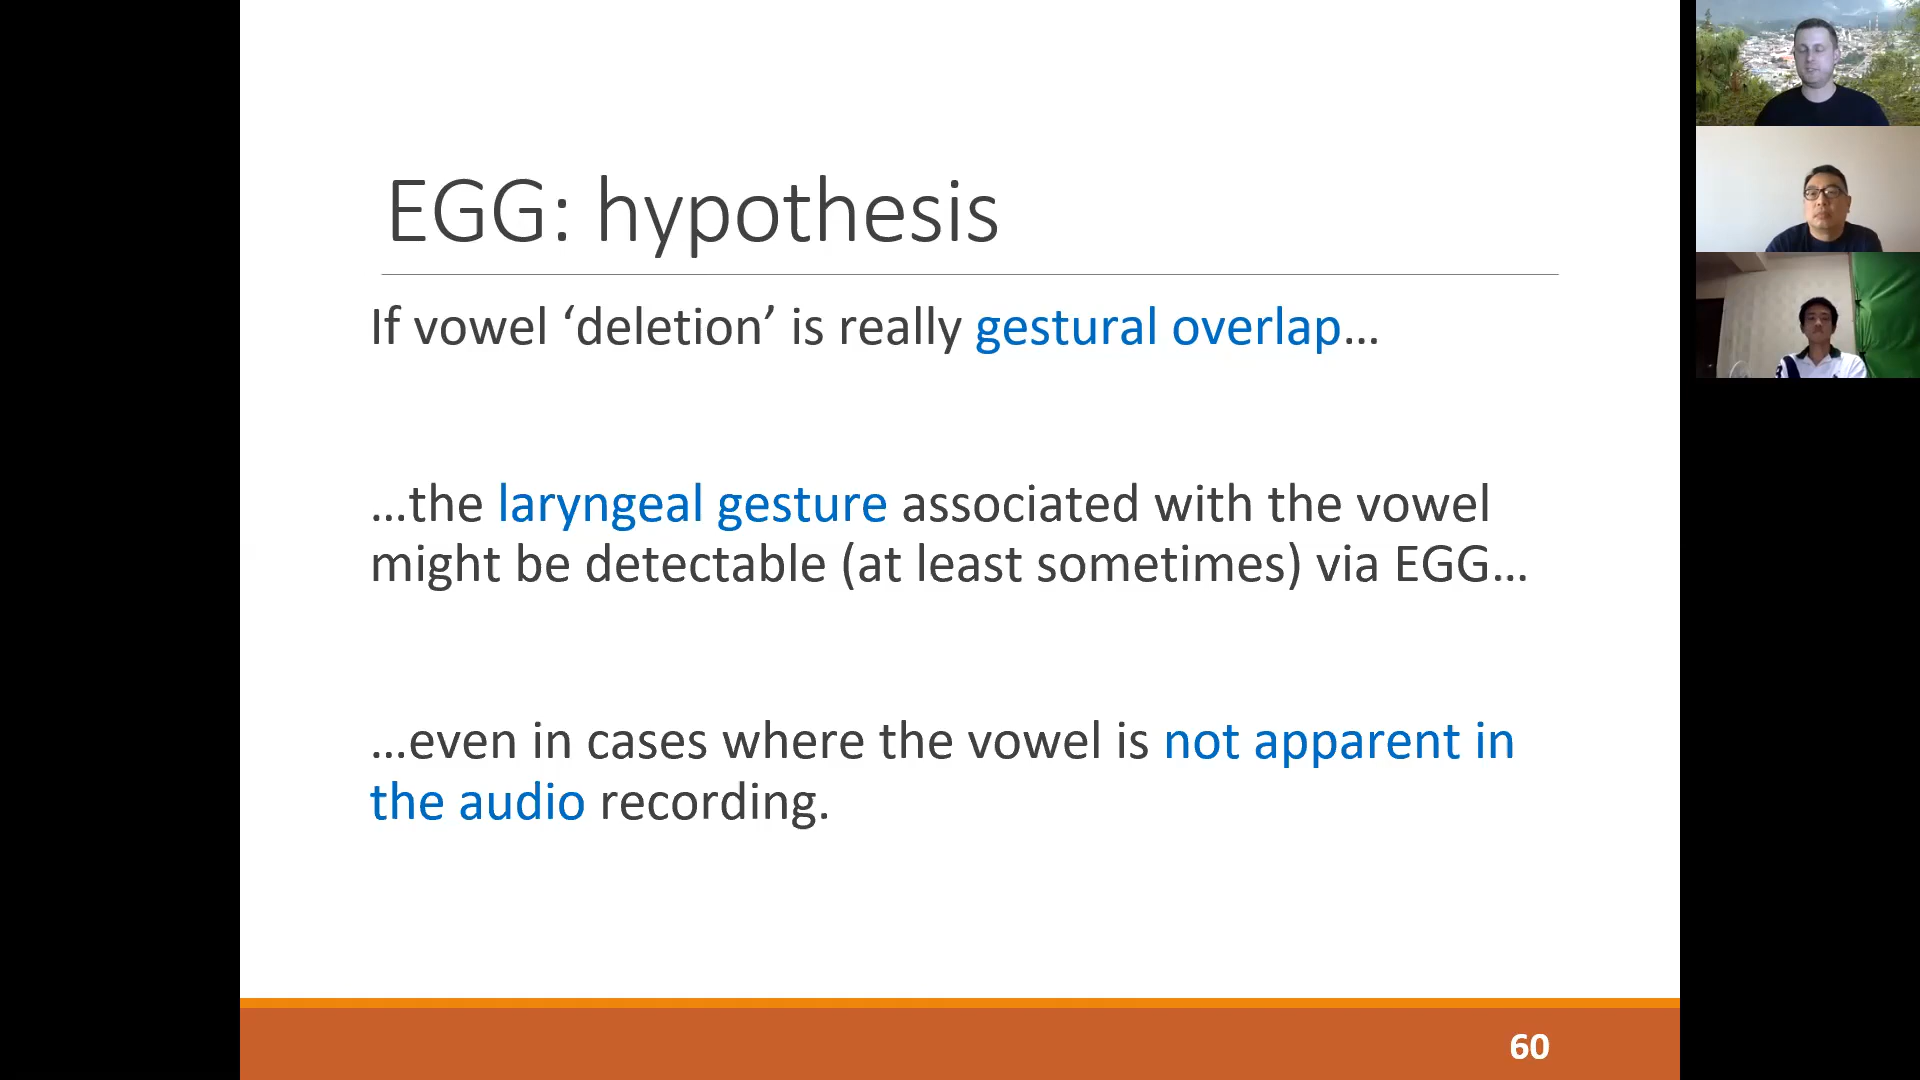 EGG: hypothesis
If vowel ‘deletion’ is really gestural overlap…
…the laryngeal gesture associated with the vowel
might be detectable (at least sometimes) via EGG…
…even in cases where the vowel is not apparent in
the audio recording.
60